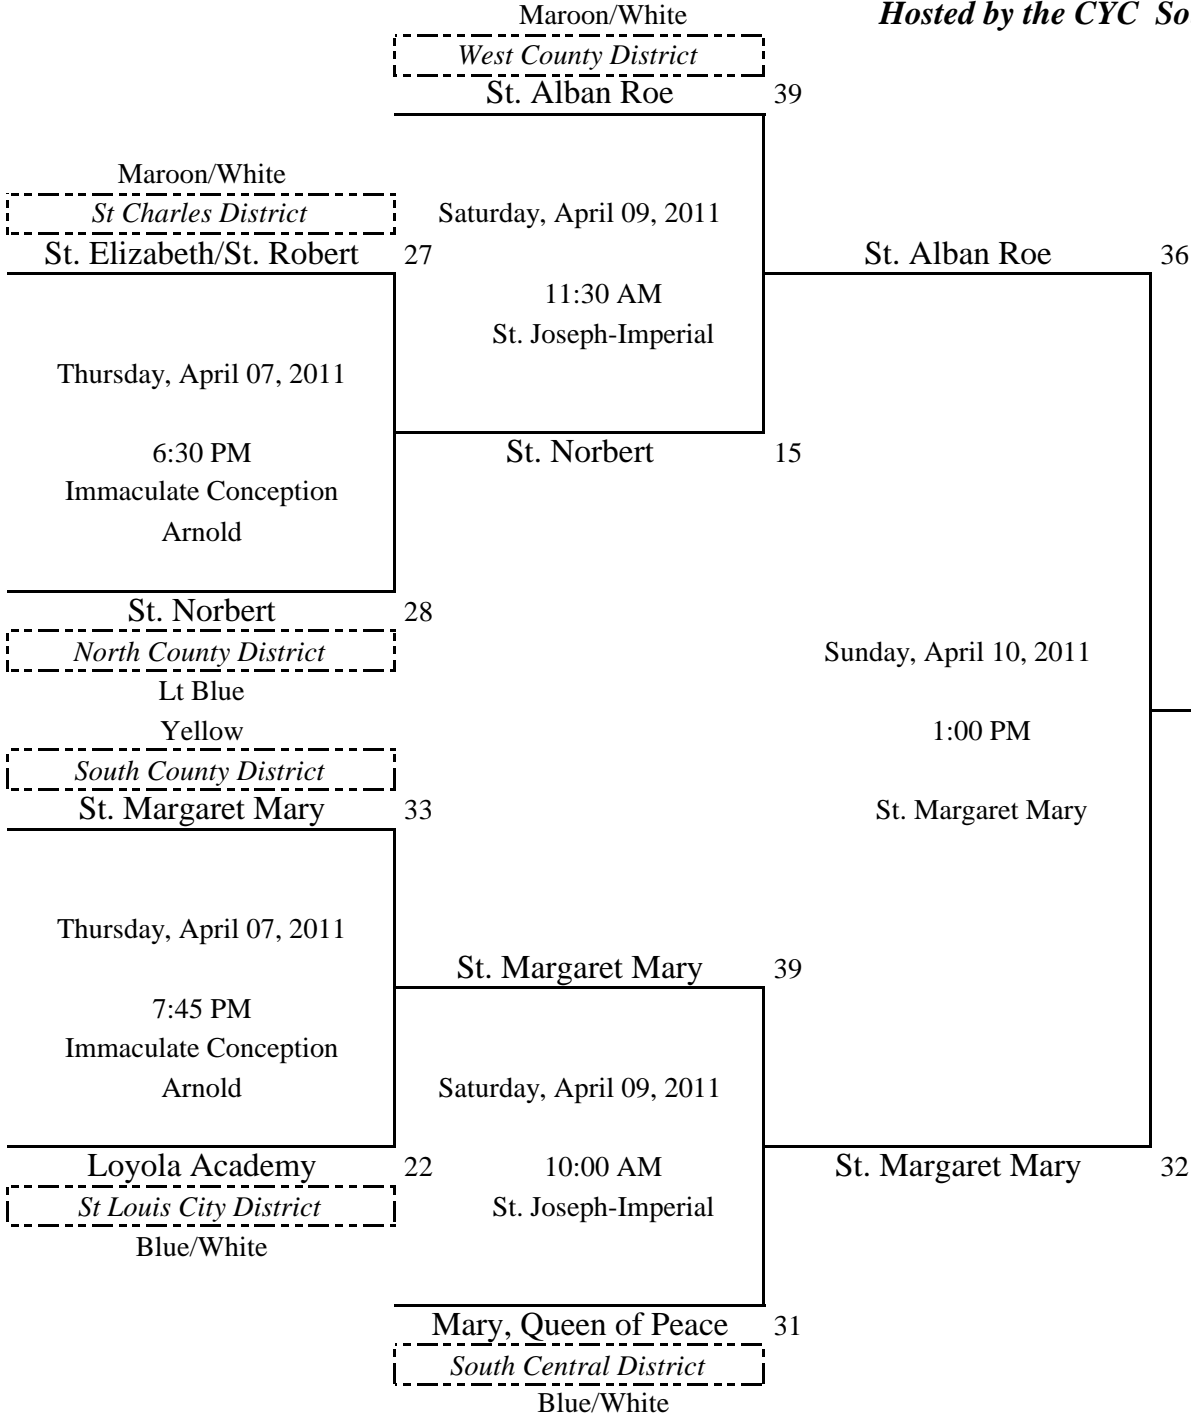 Maroon/White
Hosted by the CYC So
West County District
St. Alban Roe 39
Maroon/White
St Charles District
Saturday, April 09, 2011
St. Elizabeth/St. Robert 27
St. Alban Roe 36
11:30 AM
St. Joseph-Imperial
Thursday, April 07, 2011
6:30 PM
St. Norbert 15
Immaculate Conception
Arnold
St. Norbert 28
North County District
Sunday, April 10, 2011
Lt Blue
Yellow
1:00 PM
South County District
St. Margaret Mary 33
St. Margaret Mary
Thursday, April 07, 2011
St. Margaret Mary 39
7:45 PM
Immaculate Conception
Arnold
Saturday, April 09, 2011
Loyola Academy 22
10:00 AM
St. Margaret Mary 32
St Louis City District
St. Joseph-Imperial
Blue/White
Mary, Queen of Peace 31
South Central District
Blue/White